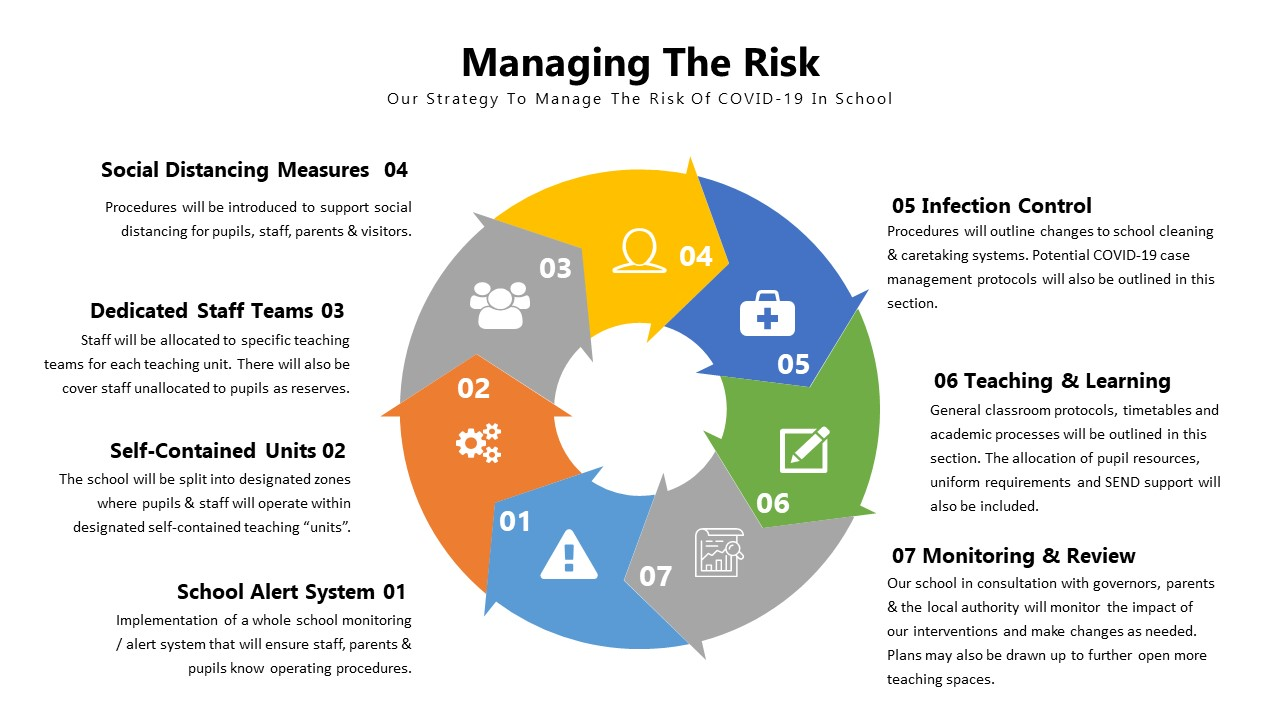 Managing The Risk
Our Strategy To Manage The Risk Of COVID-19 In School
Social Distancing Measures 04
Procedures will be introduced to support social
distancing for pupils, staff, parents & visitors.
Dedicated Staff Teams 03
Staff will be allocated to specific teaching
teams for each teaching unit. There will also be
cover staff unallocated to pupils as reserves.
Self-Contained Units 02
The school will be split into designated zones
where pupils & staff will operate within
designated self-contained teaching “units”.
School Alert System 01
Implementation of a whole school monitoring
/ alert system that will ensure staff, parents &
pupils know operating procedures.
04
03
05
02
06
01
07
05 Infection Control
Procedures will outline changes to school cleaning
& caretaking systems. Potential COVID-19 case
management protocols will also be outlined in this
section.
06 Teaching & Learning
General classroom protocols, timetables and
academic processes will be outlined in this
section. The allocation of pupil resources,
uniform requirements and SEND support will
also be included.
07 Monitoring & Review
Our school in consultation with governors, parents
& the local authority will monitor the impact of
our interventions and make changes as needed.
Plans may also be drawn up to further open more
teaching spaces.